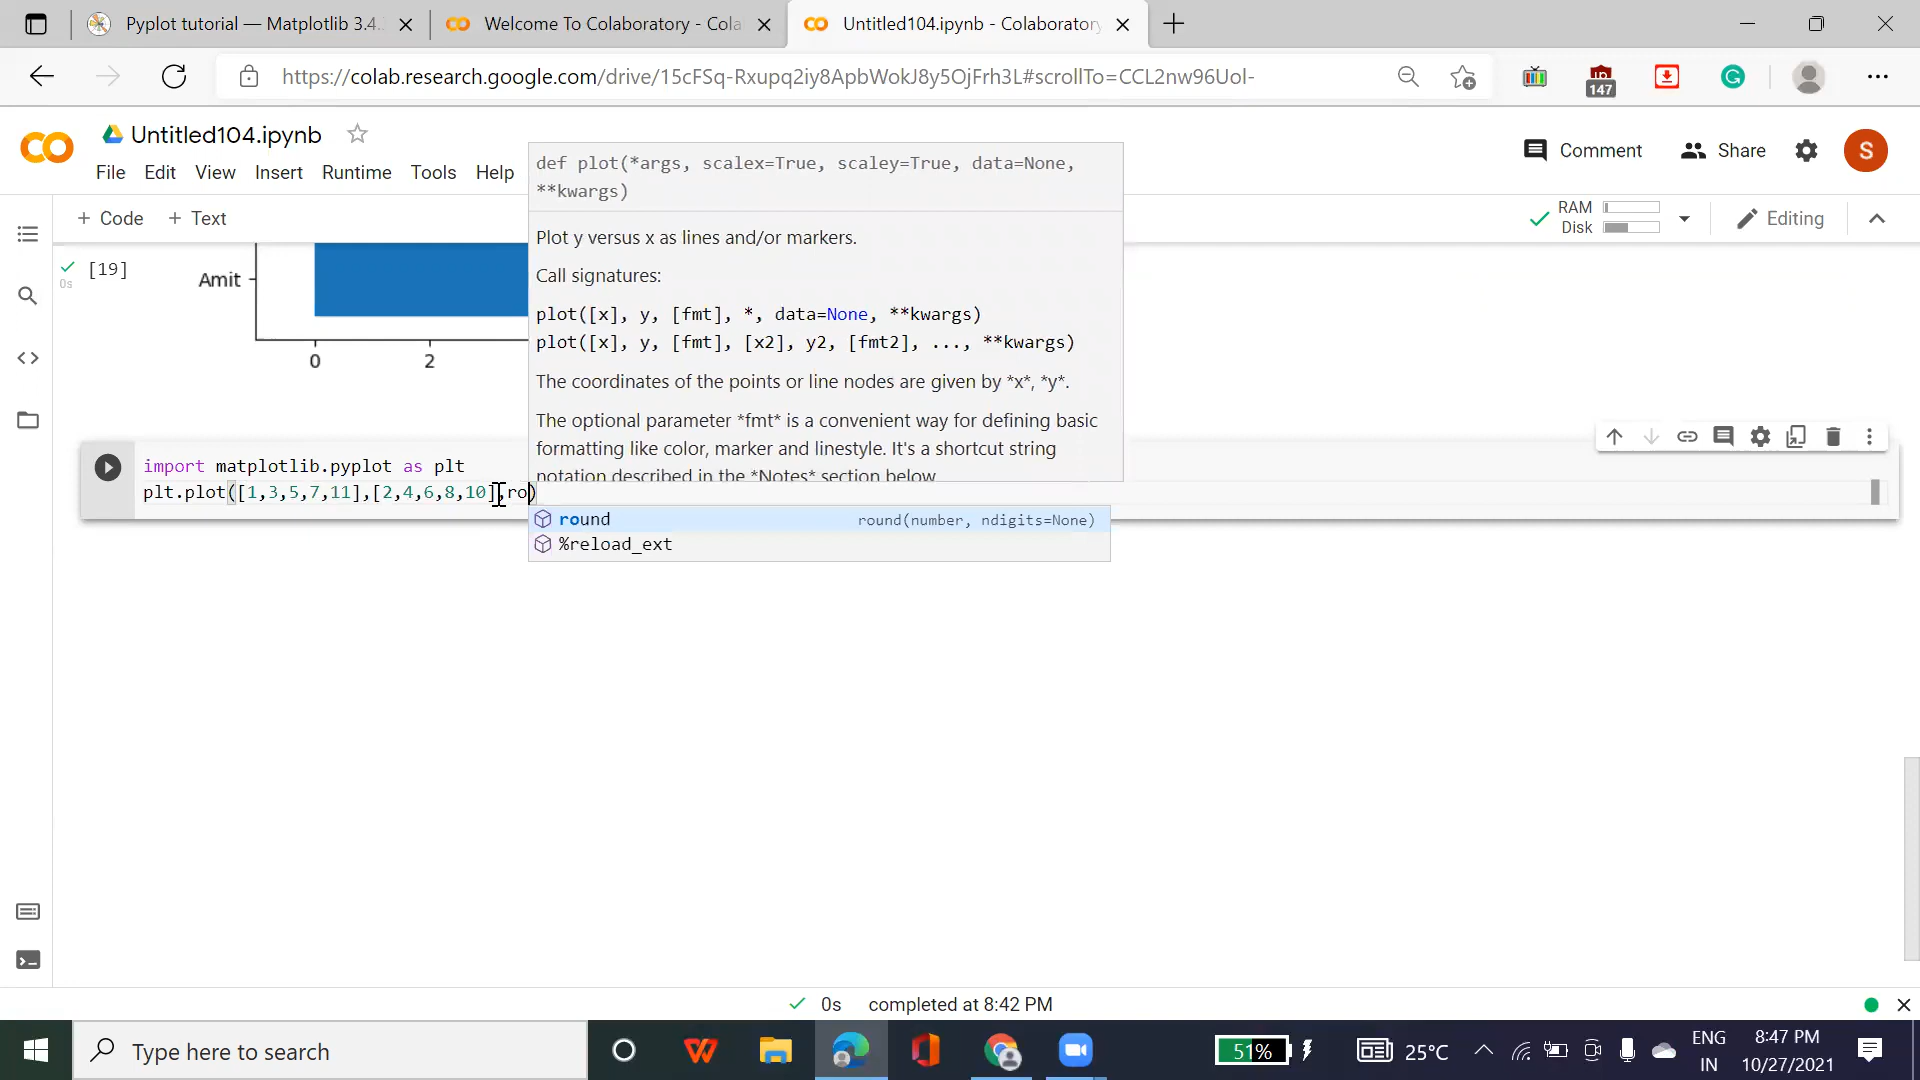 Pyplot tutorial — Matplotlib 3.4.
Welcome To Colaboratory - Cola
Untitled104.ipynb - Colaboratory
https://colab.research.google.com/drive/15cFSq-Rxupq2iy8ApbWokJ8y5OjFrh3L#scrollTo=CCL2nw96Uol-
147
Untitled104.ipynb
Comment
Share
S
File Edit View Insert Runtime Tools Help
+ Code + Text
RAM
Disk
Editing
def plot(*args, scalex=True, scaley=True, data=None,
**kwargs)
Plot y versus x as lines and/or markers.
Call signatures:
plot([x], y, [fmt], *, data=None, **kwargs)
plot([x], y, [fmt], [x2], y2, [fmt2], ..., **kwargs)
The coordinates of the points or line nodes are given by *x*, *y*.
The optional parameter *fmt* is a convenient way for defining basic
formatting like color, marker and linestyle. It's a shortcut string
notation described in the *Notes* section below
[19]
0s
Amit
0 2
import matplotlib.pyplot as plt
plt.plot([1,3,5,7,11],[2,4,6,8,10],ro)
round round(number, ndigits=None)
%reload_ext
0s completed at 8:42 PM
Type here to search
51%
25°C
ENG
IN
8:47 PM
10/27/2021